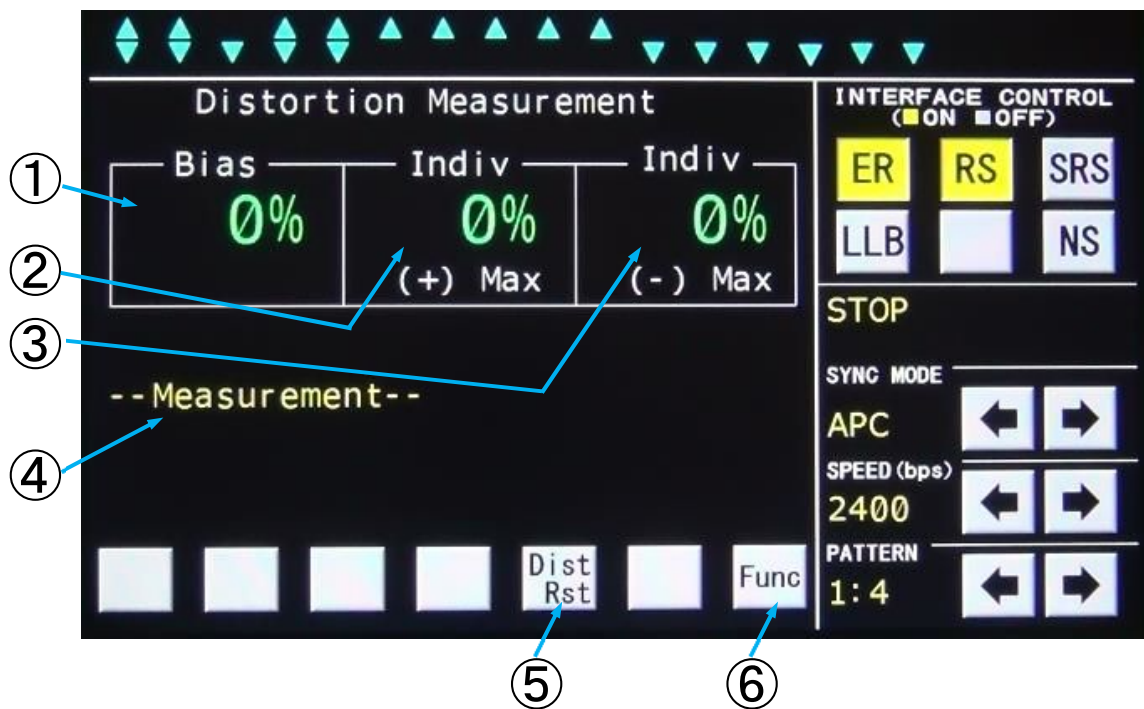 Distortion Measurement
① Bias
0%
② Indiv
0%
(+) Max
③ Indiv
0%
(-) Max
④ --Measurement--
⑤ Dist
Rst
⑥ Func
INTERFACE CONTROL
(■ON ■OFF)
ER RS SRS
LLB NS
STOP
SYNC MODE
APC
SPEED(bps)
2400
PATTERN
1:4